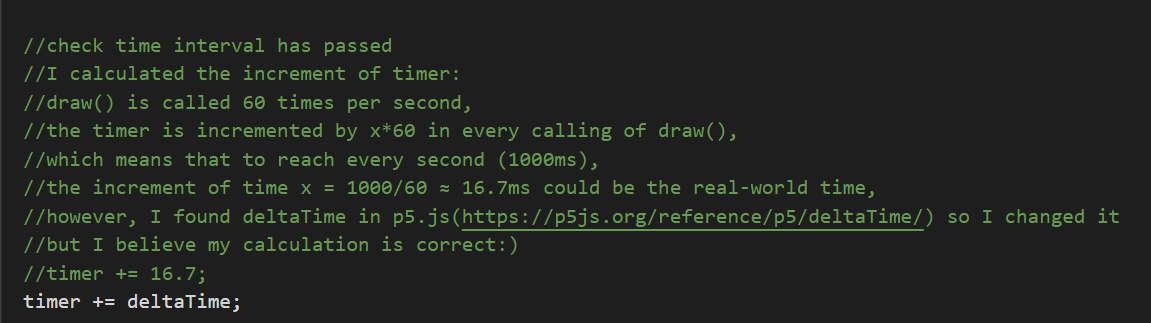 //check time interval has passed
//I calculated the increment of timer:
//draw() is called 60 times per second,
//the timer is incremented by x*60 in every calling of draw(),
//which means that to reach every second (1000ms),
//the increment of time x = 1000/60 ≈ 16.7ms could be the real-world time,
//however, I found deltaTime in p5.js(https://p5js.org/reference/p5/deltaTime/) so I changed it
//but I believe my calculation is correct:)
//timer += 16.7;
timer += deltaTime;